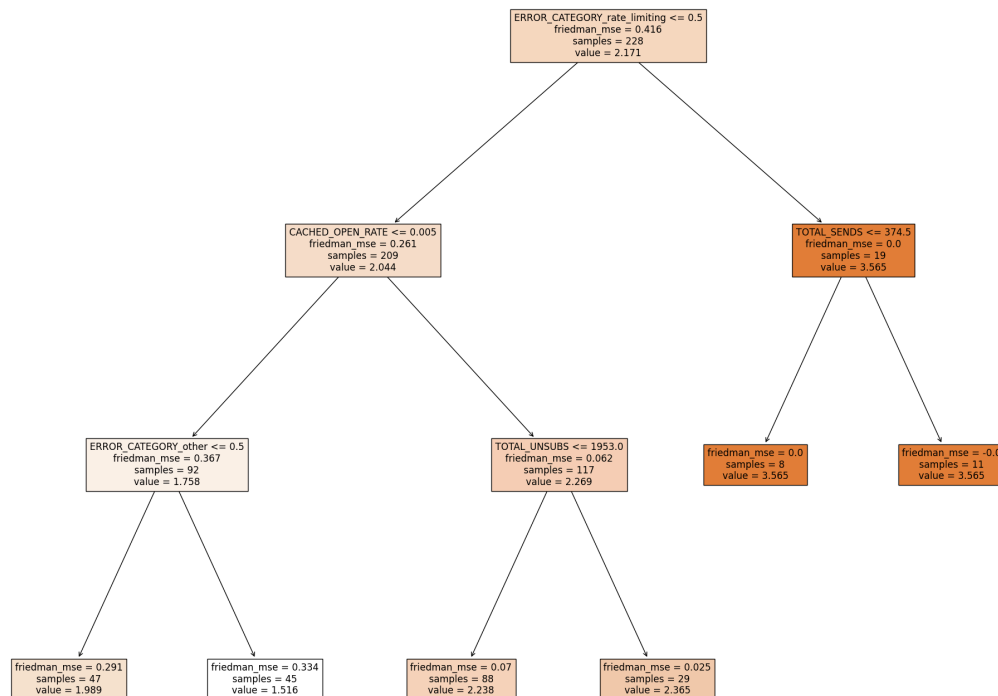 ERROR_CATEGORY_rate_limiting <= 0.5
friedman_mse = 0.416
samples = 228
value = 2.171
CACHED_OPEN_RATE <= 0.005
friedman_mse = 0.261
samples = 209
value = 2.044
TOTAL_SENDS <= 374.5
friedman_mse = 0.0
samples = 19
value = 3.565
ERROR_CATEGORY_other <= 0.5
friedman_mse = 0.367
samples = 92
value = 1.758
TOTAL_UNSUBS <= 1953.0
friedman_mse = 0.062
samples = 117
value = 2.269
friedman_mse = 0.0
samples = 8
value = 3.565
friedman_mse = -0.0
samples = 11
value = 3.565
friedman_mse = 0.291
samples = 47
value = 1.989
friedman_mse = 0.334
samples = 45
value = 1.516
friedman_mse = 0.07
samples = 88
value = 2.238
friedman_mse = 0.025
samples = 29
value = 2.365